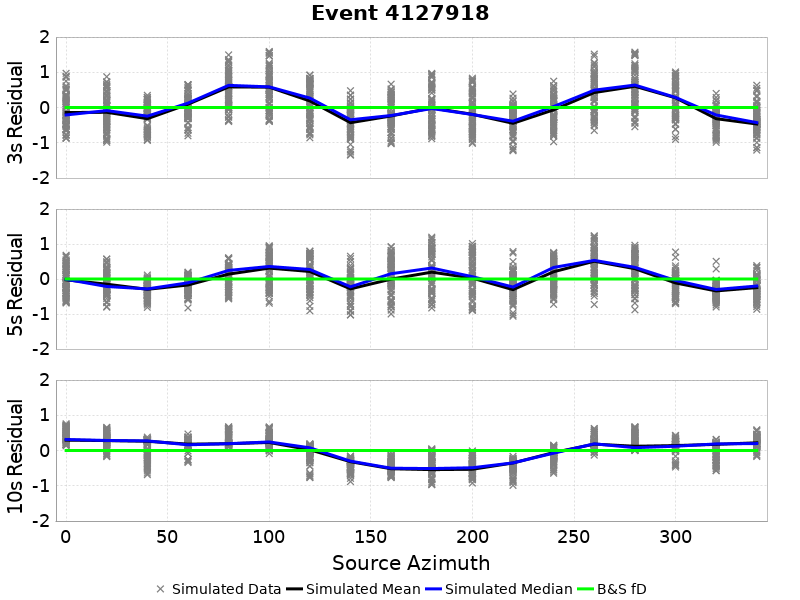 Event 4127918
3s Residual
2
1
0
-1
-2
5s Residual
2
1
0
-1
-2
10s Residual
2
1
0
-1
-2
0 50 100 150 200 250 300
Source Azimuth
Simulated Data Simulated Mean Simulated Median B&S fD